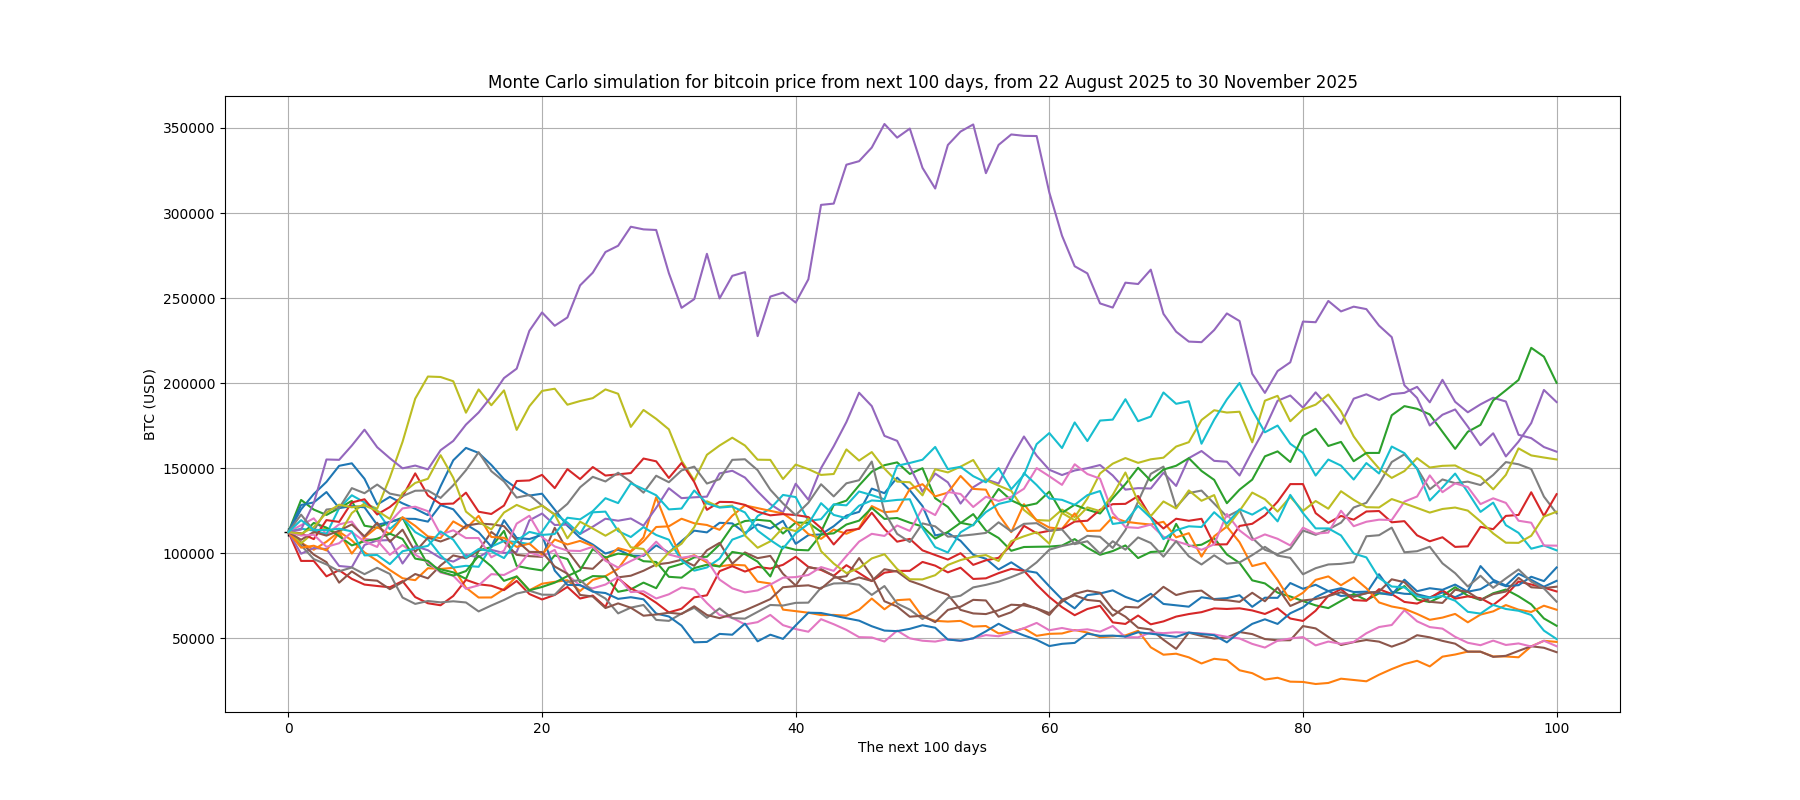 Monte Carlo simulation for bitcoin price from next 100 days, from 22 August 2025 to 30 November 2025
350000
300000
250000
200000
150000
100000
50000
BTC (USD)
0 20 40 60 80 100
The next 100 days